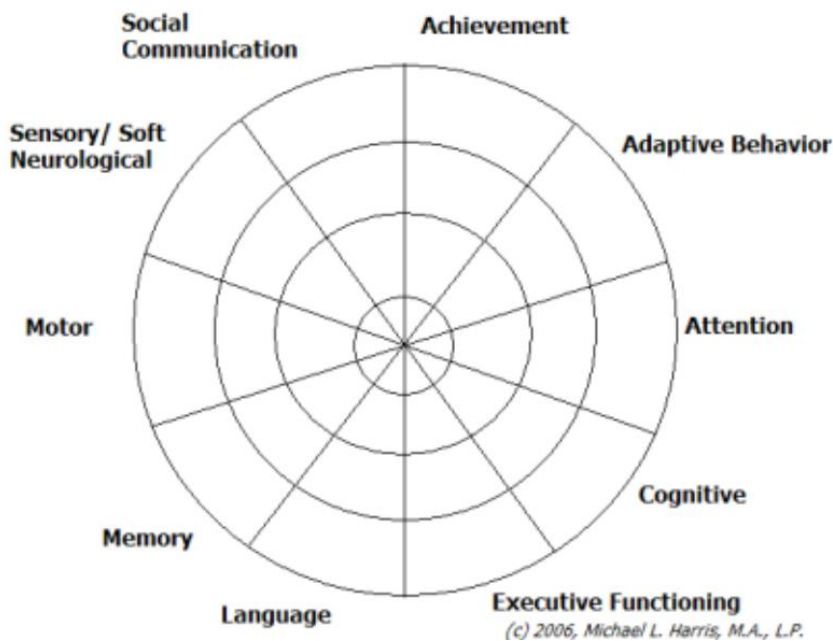 Social
Communication
Achievement
Sensory/ Soft
Neurological
Adaptive Behavior
Motor
Attention
Cognitive
Memory
Language
Executive Functioning
(c) 2006, Michael L. Harris, M.A., L.P.